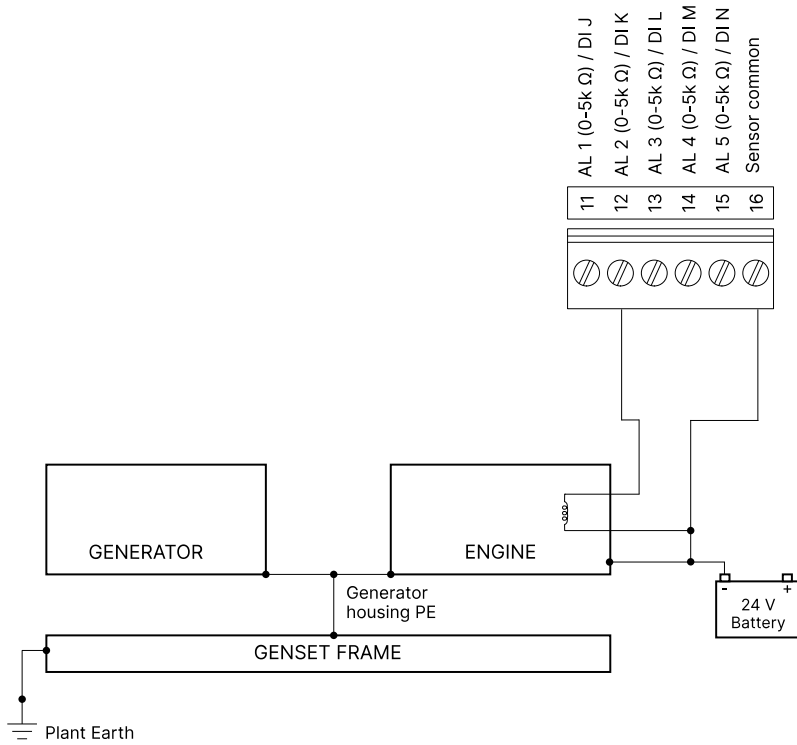 AL 1 (0-5k Ω) / DI J
AL 2 (0-5k Ω) / DI K
AL 3 (0-5k Ω) / DI L
AL 4 (0-5k Ω) / DI M
AL 5 (0-5k Ω) / DI N
Sensor common
11 12 13 14 15 16
GENERATOR
ENGINE
Generator
housing PE
- +
24 V
Battery
GENSET FRAME
Plant Earth